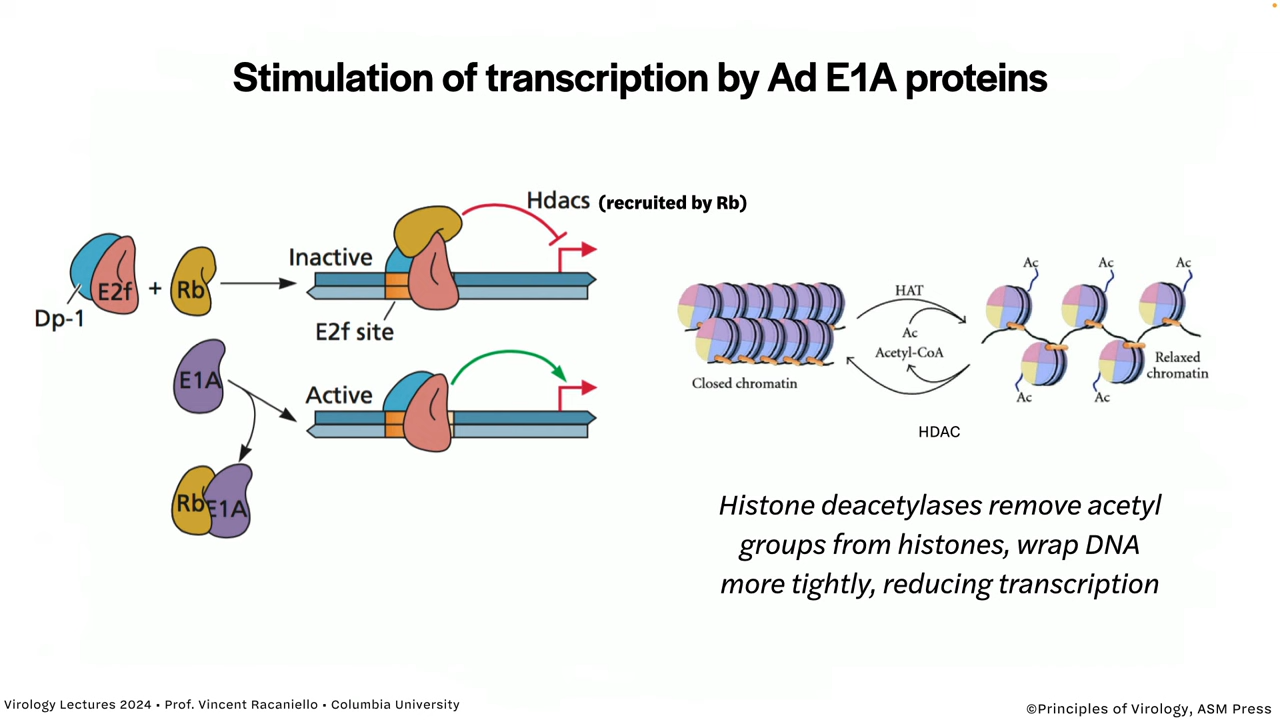 Stimulation of transcription by Ad E1A proteins
Hdacs (recruited by Rb)
Inactive
E2f
+
Rb
Dp-1
E2f site
E1A
Active
Rb
E1A
HAT
Ac
Acetyl-CoA
Closed chromatin
HDAC
Ac
Ac
Ac
Relaxed
chromatin
Ac
Ac
Histone deacetylases remove acetyl
groups from histones, wrap DNA
more tightly, reducing transcription
Virology Lectures 2024 • Prof. Vincent Racaniello • Columbia University
©Principles of Virology, ASM Press